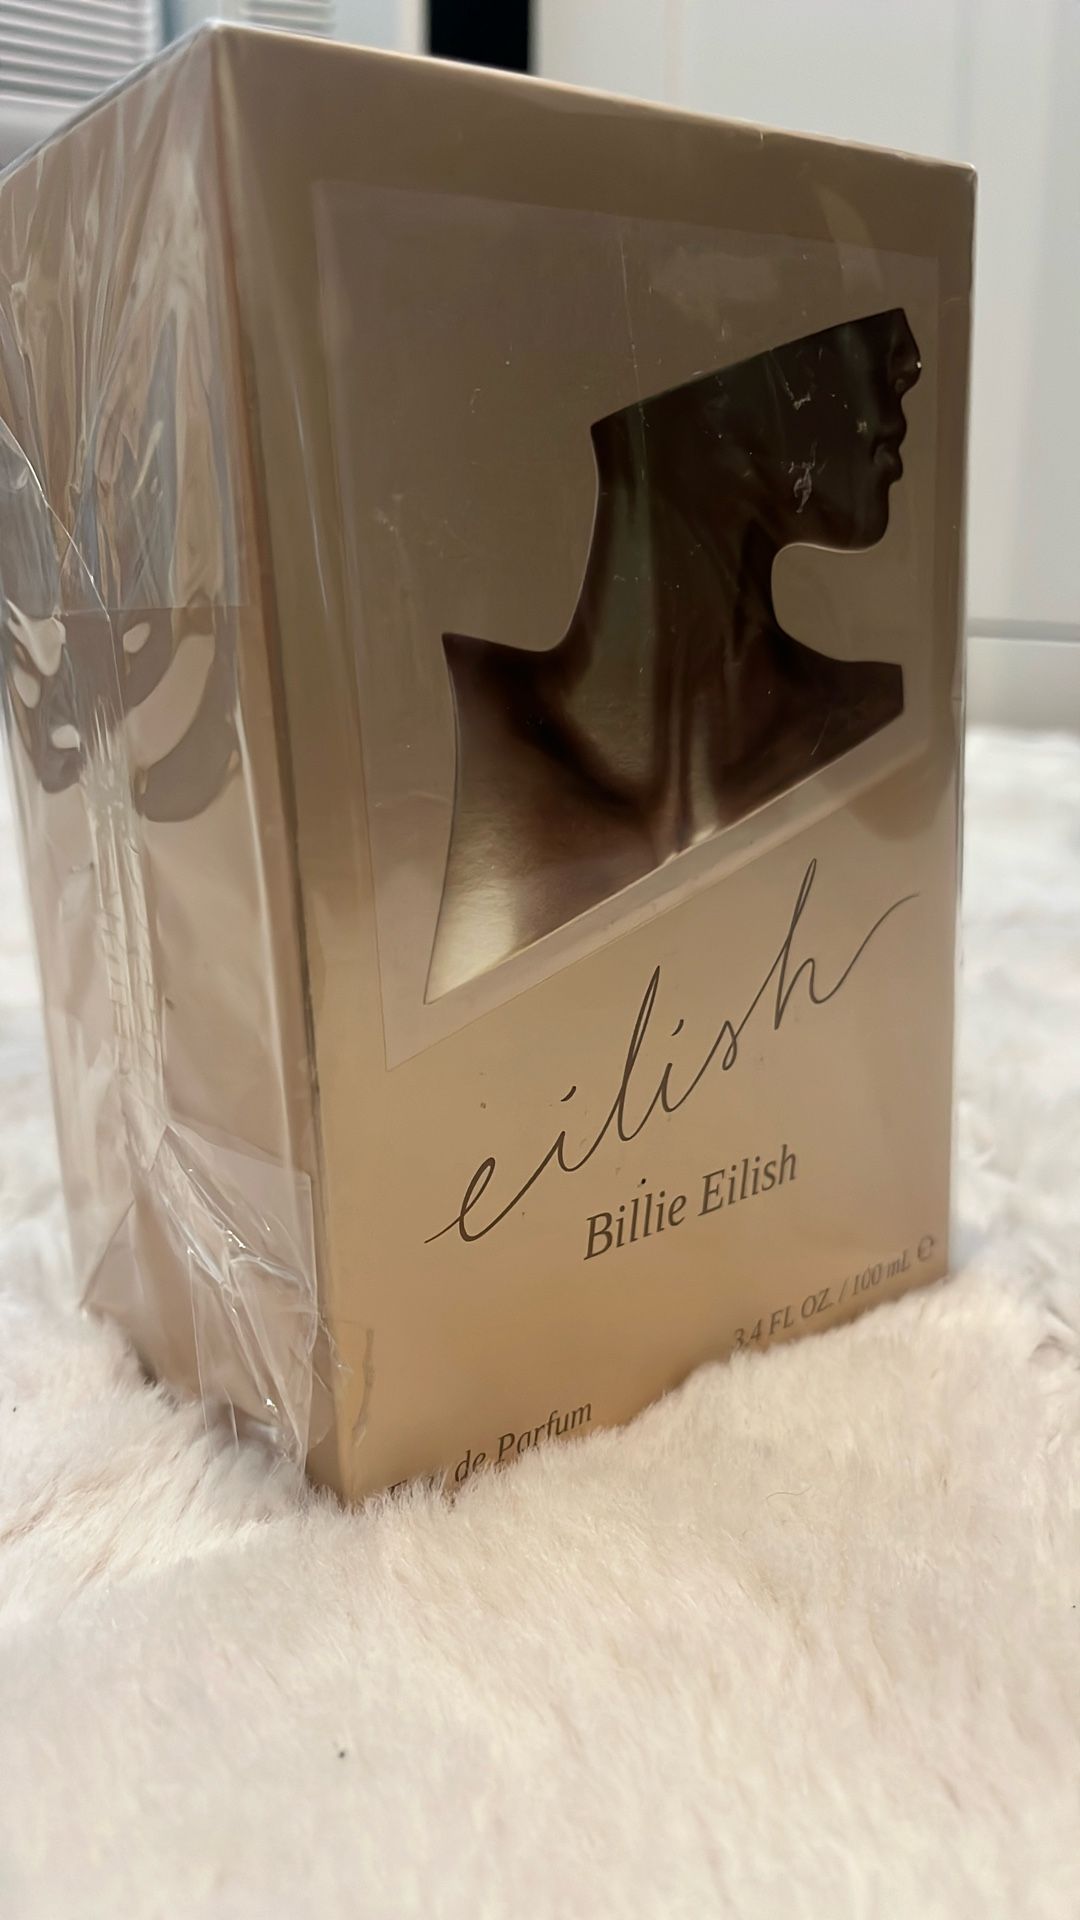 eilish
Billie Eilish
3.4 FL OZ. / 100 mL ℮
de Parfum